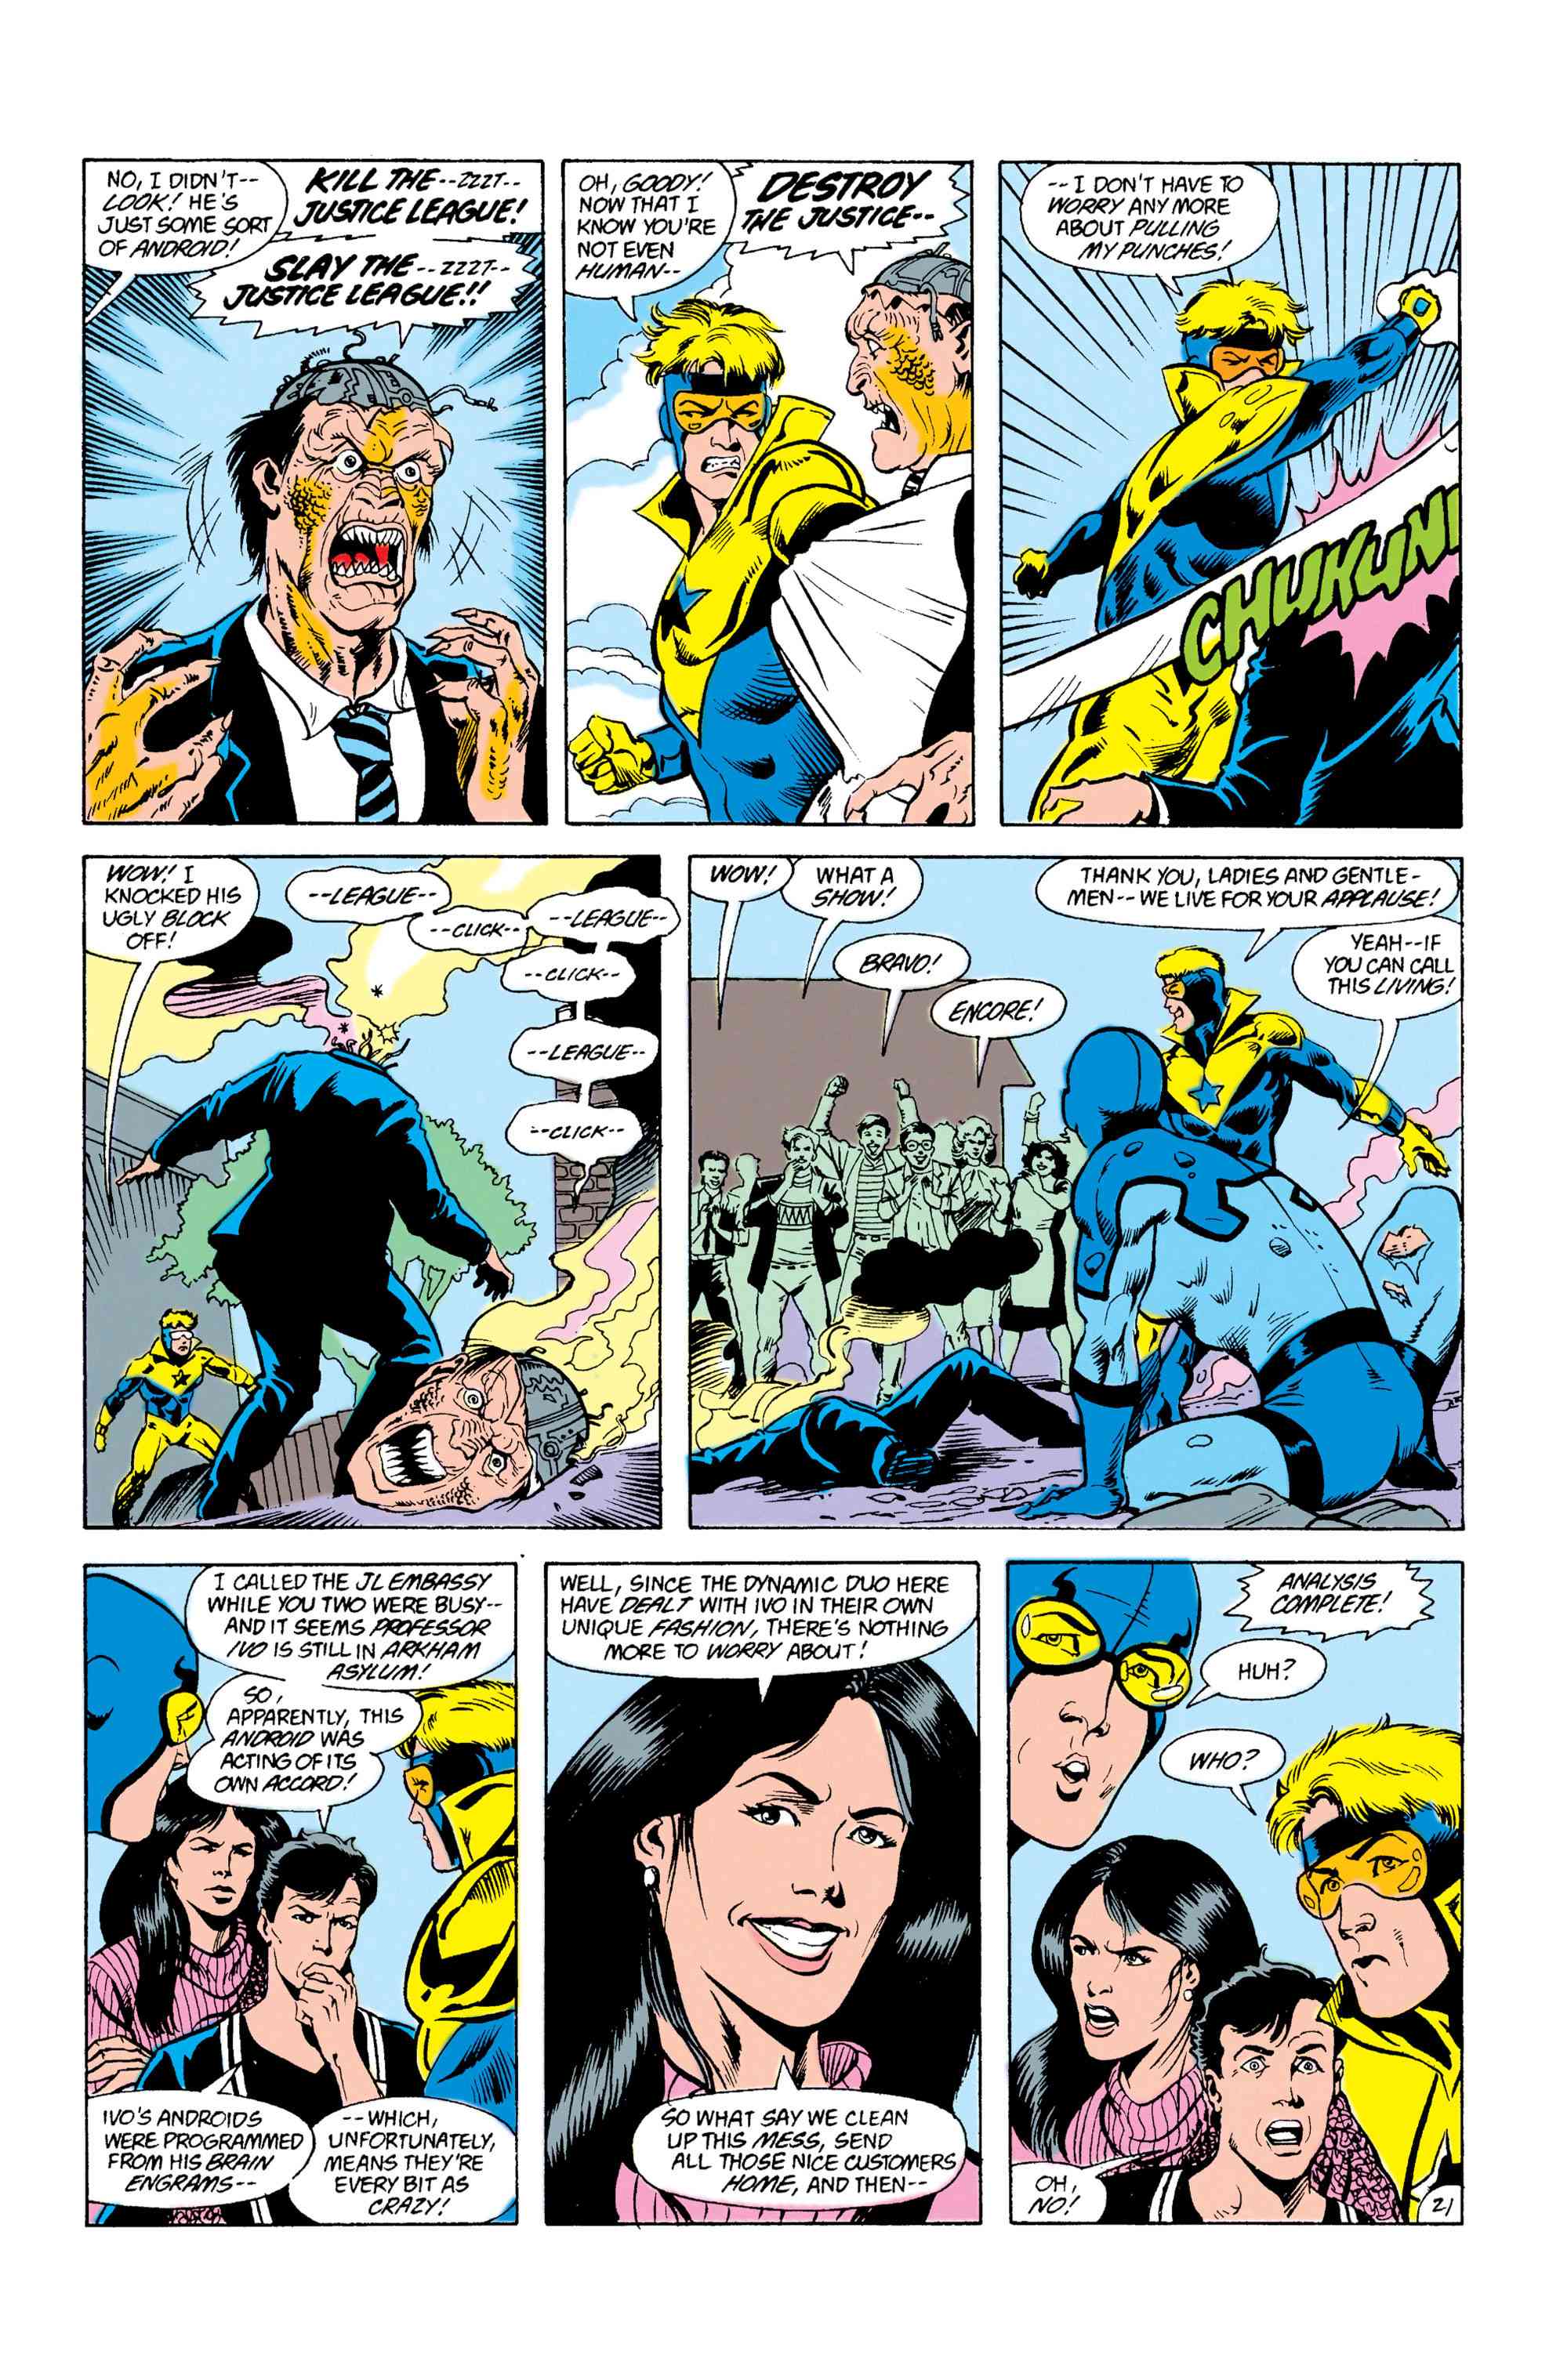 NO, I DIDN'T--
LOOK! HE'S
JUST SOME SORT
OF ANDROID!
KILL THE--ZZZT--
JUSTICE LEAGUE!
SLAY THE--ZZZT--
JUSTICE LEAGUE!!
OH, GOODY!
NOW THAT I
KNOW YOU'RE
NOT EVEN
HUMAN--
DESTROY
THE JUSTICE--
--I DON'T HAVE TO
WORRY ANY MORE
ABOUT PULLING
MY PUNCHES!
CHUKUNK
WOW! I
KNOCKED HIS
UGLY BLOCK
OFF!
--LEAGUE--
--CLICK--
--LEAGUE--
--CLICK--
--LEAGUE--
--CLICK--
WOW!
WHAT A
SHOW!
BRAVO!
ENCORE!
THANK YOU, LADIES AND GENTLE-
MEN--WE LIVE FOR YOUR APPLAUSE!
YEAH--IF
YOU CAN CALL
THIS LIVING!
I CALLED THE JL EMBASSY
WHILE YOU TWO WERE BUSY--
AND IT SEEMS PROFESSOR
IVO IS STILL IN ARKHAM
ASYLUM!
SO,
APPARENTLY, THIS
ANDROID WAS
ACTING OF ITS
OWN ACCORD!
IVO'S ANDROIDS
WERE PROGRAMMED
FROM HIS BRAIN
ENGRAMS--
--WHICH,
UNFORTUNATELY,
MEANS THEY'RE
EVERY BIT AS
CRAZY!
WELL, SINCE THE DYNAMIC DUO HERE
HAVE DEALT WITH IVO IN THEIR OWN
UNIQUE FASHION, THERE'S NOTHING
MORE TO WORRY ABOUT!
SO WHAT SAY WE CLEAN
UP THIS MESS, SEND
ALL THOSE NICE CUSTOMERS
HOME, AND THEN--
ANALYSIS
COMPLETE!
HUH?
WHO?
OH,
NO!
21